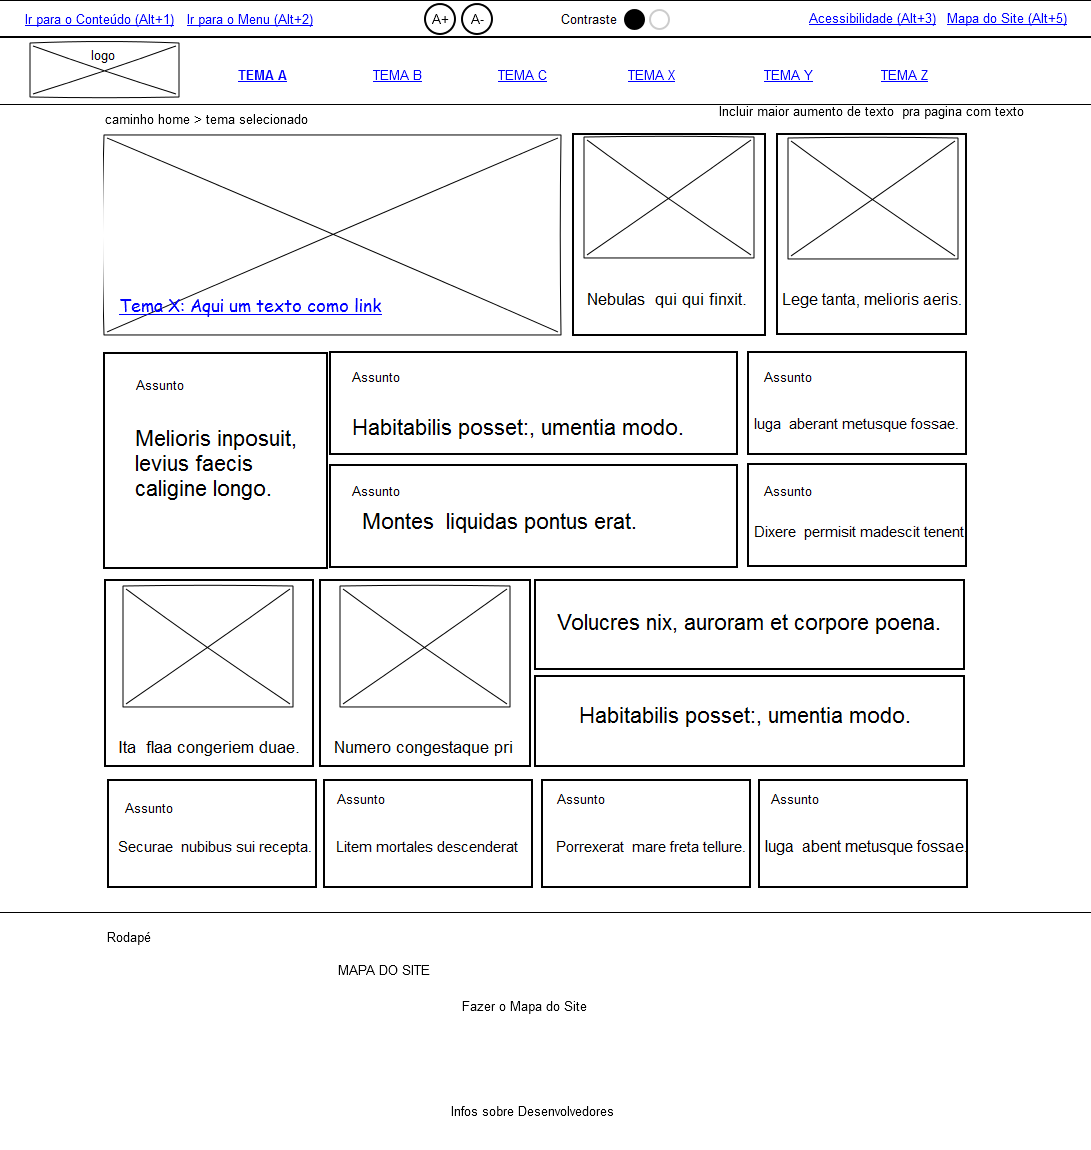 Ir para o Conteúdo (Alt+1) Ir para o Menu (Alt+2) A+ A- Contraste Acessibilidade (Alt+3) Mapa do Site (Alt+5)
logo
TEMA A TEMA B TEMA C TEMA X TEMA Y TEMA Z
Incluir maior aumento de texto pra pagina com texto
caminho home > tema selecionado
Tema X: Aqui um texto como link
Nebulas qui qui finxit.
Lege tanta, melioris aeris.
Assunto
Melioris inposuit,
levius faecis
caligine longo.
Assunto
Habitabilis posset:, umentia modo.
Assunto
Iuga aberant metusque fossae.
Assunto
Montes liquidas pontus erat.
Assunto
Dixere permisit madescit tenent
Ita flaa congeriem duae.
Numero congestaque pri
Volucres nix, auroram et corpore poena.
Habitabilis posset:, umentia modo.
Assunto
Securae nubibus sui recepta.
Assunto
Litem mortales descenderat
Assunto
Porrexerat mare freta tellure.
Assunto
Iuga abent metusque fossae
Rodapé
MAPA DO SITE
Fazer o Mapa do Site
Infos sobre Desenvolvedores